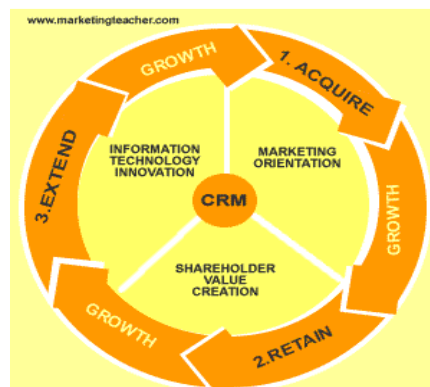 www.marketingteacher.com
GROWTH
1. ACQUIRE
GROWTH
2.RETAIN
GROWTH
3.EXTEND
INFORMATION
TECHNOLOGY
INNOVATION
MARKETING
ORIENTATION
CRM
SHAREHOLDER
VALUE
CREATION